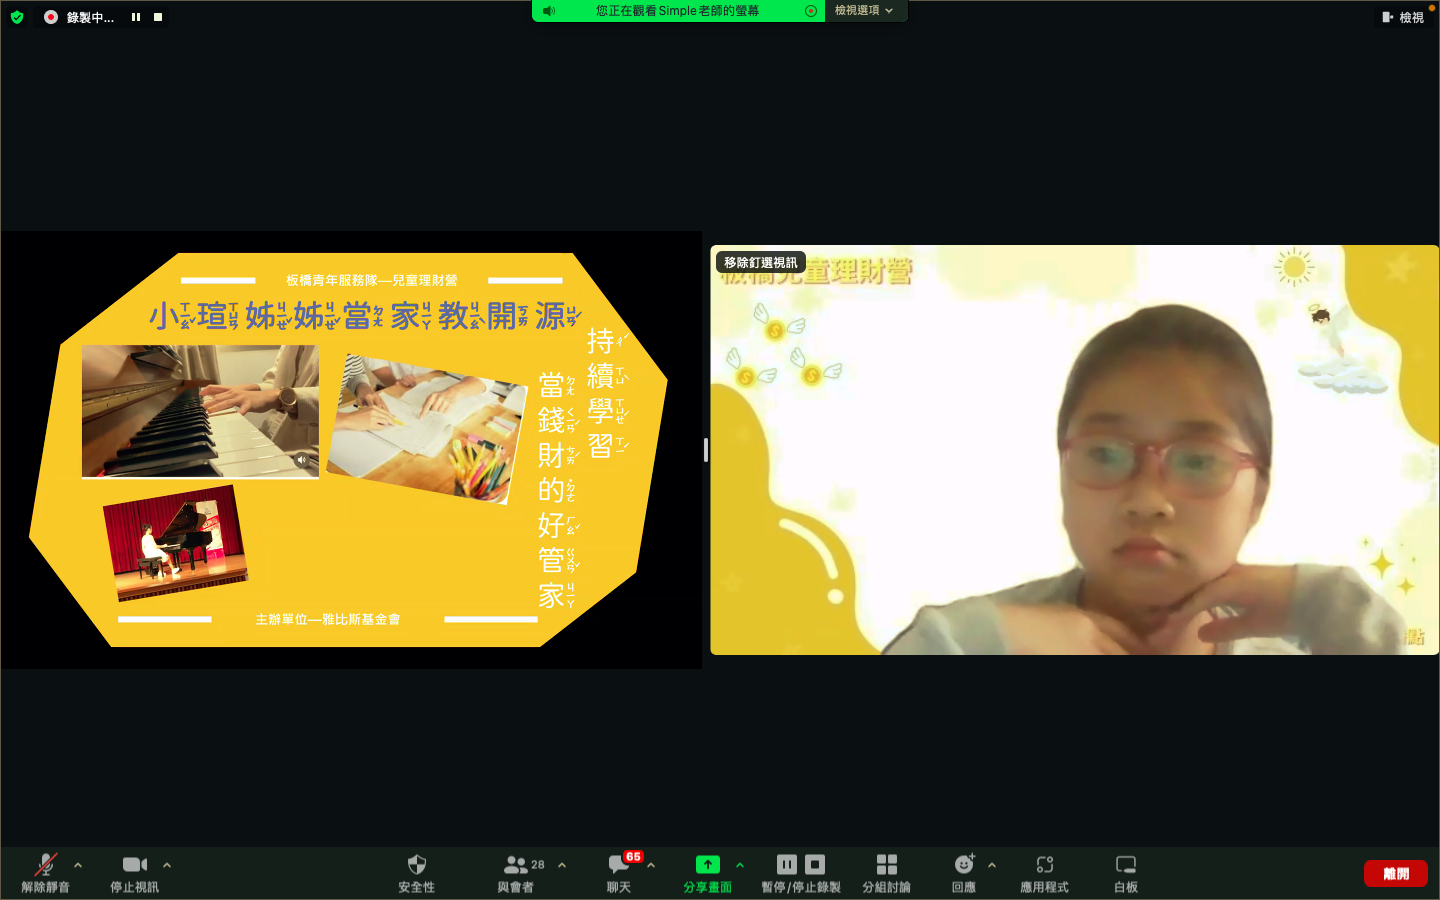 錄製中...
您正在觀看Simple老師的螢幕
檢視選項
檢視
板橋青年服務隊—兒童理財營
小ㄒㄧㄠˇ瑄ㄒㄩㄢ姊ㄐㄧㄝˇ姊ㄐㄧㄝˇ當ㄉㄤ家ㄐㄧㄚ教ㄐㄧㄠ開ㄎㄞ源ㄩㄢˊ
持ㄔˊ續ㄒㄩˋ學ㄒㄩㄝˊ習ㄒㄧˊ
當ㄉㄤ錢ㄑㄧㄢˊ財ㄘㄞˊ的˙ㄉㄜ好ㄏㄠˇ管ㄍㄨㄢˇ家ㄐㄧㄚ
主辦單位—雅比斯基金會
移除釘選視訊
板橋兒童理財營
點
解除靜音
停止視訊
安全性
與會者
28
聊天
65
分享畫面
暫停/停止錄製
分組討論
回應
應用程式
白板
離開